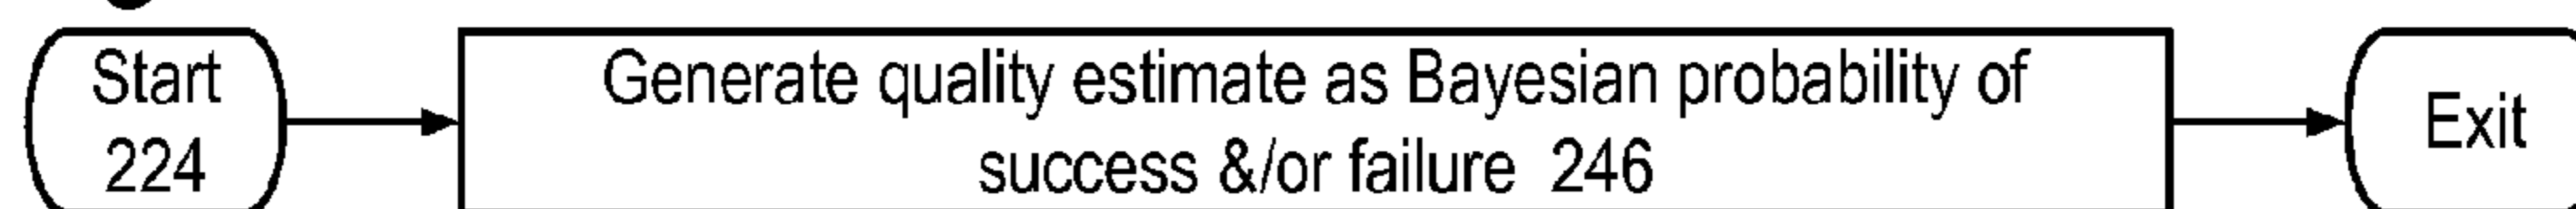 Start
224
Generate quality estimate as Bayesian probability of
success &/or failure 246
Exit